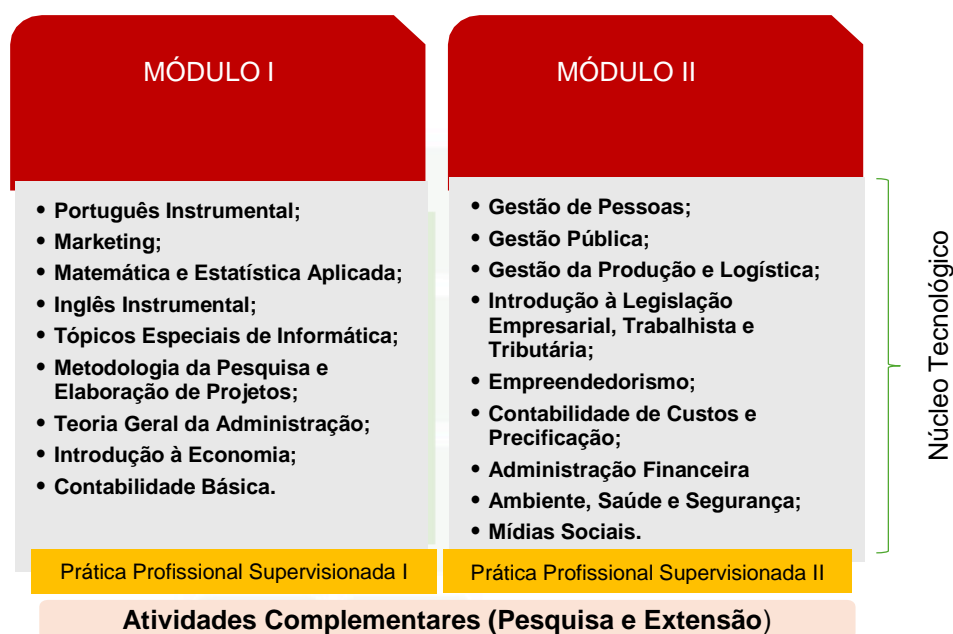 MÓDULO I
• Português Instrumental;
• Marketing;
• Matemática e Estatística Aplicada;
• Inglês Instrumental;
• Tópicos Especiais de Informática;
• Metodologia da Pesquisa e
Elaboração de Projetos;
• Teoria Geral da Administração;
• Introdução à Economia;
• Contabilidade Básica.
Prática Profissional Supervisionada I
MÓDULO II
• Gestão de Pessoas;
• Gestão Pública;
• Gestão da Produção e Logística;
• Introdução à Legislação
Empresarial, Trabalhista e
Tributária;
• Empreendedorismo;
• Contabilidade de Custos e
Precificação;
• Administração Financeira
• Ambiente, Saúde e Segurança;
• Mídias Sociais.
Prática Profissional Supervisionada II
Núcleo Tecnológico
Atividades Complementares (Pesquisa e Extensão)